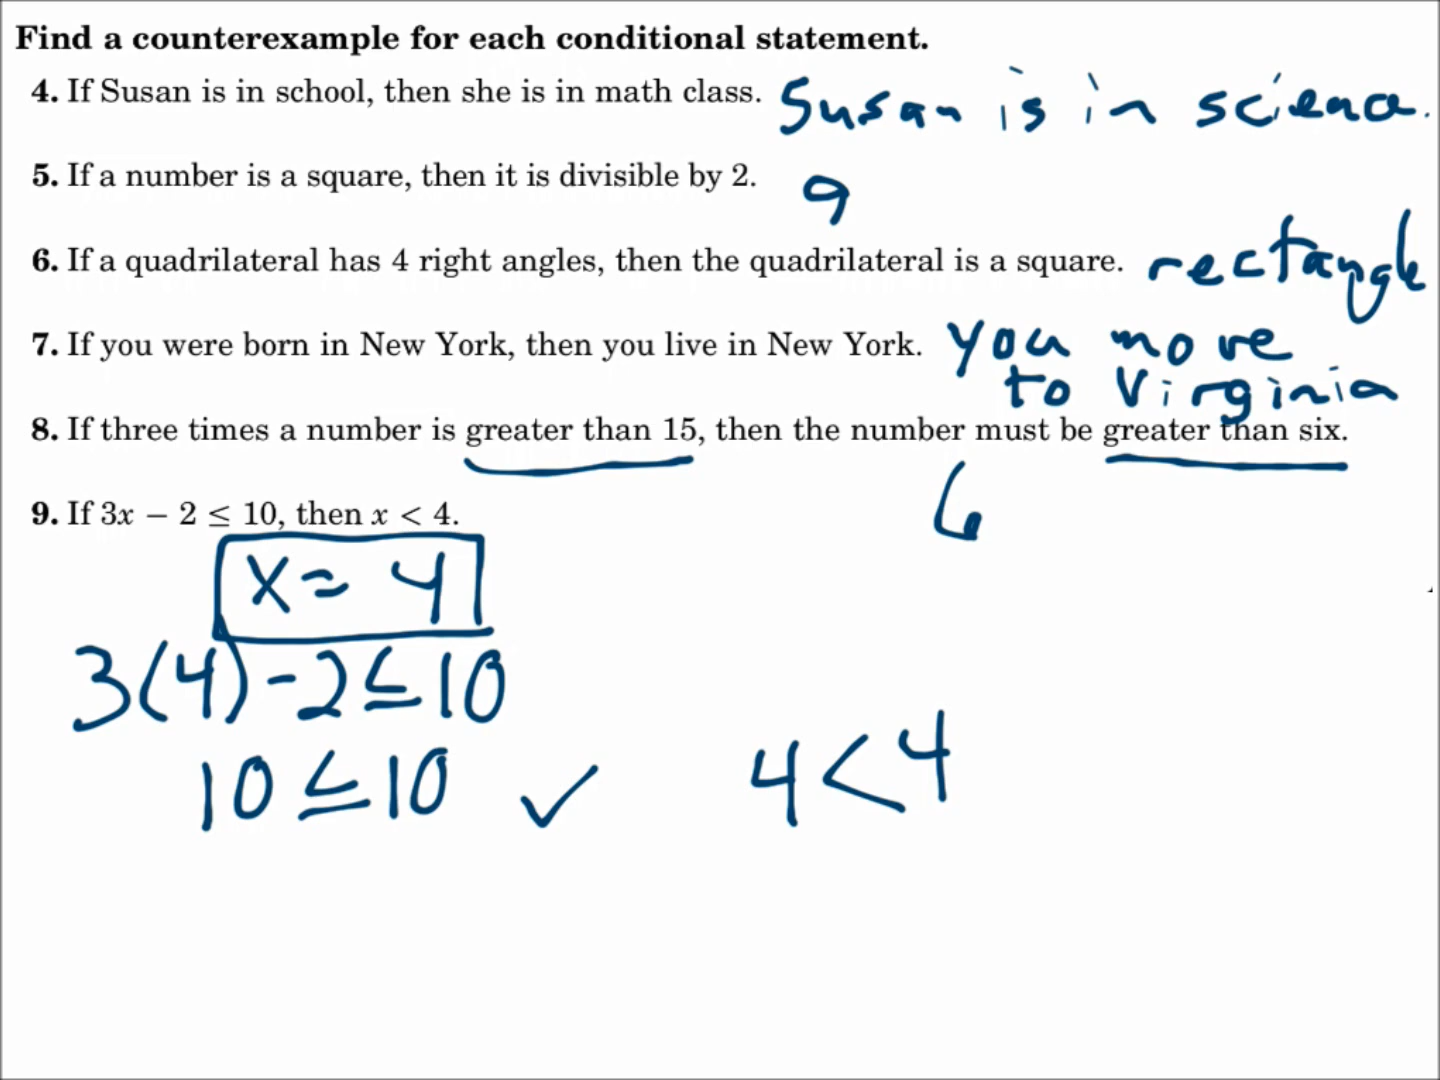 Find a counterexample for each conditional statement.
4. If Susan is in school, then she is in math class. Susan is in science.
5. If a number is a square, then it is divisible by 2. 9
6. If a quadrilateral has 4 right angles, then the quadrilateral is a square. rectangle
7. If you were born in New York, then you live in New York. you move
to Virginia
8. If three times a number is greater than 15, then the number must be greater than six.
6
9. If 3x − 2 ≤ 10, then x < 4.
x = 4
3(4) - 2 ≤ 10
10 ≤ 10 ✓ 4 < 4